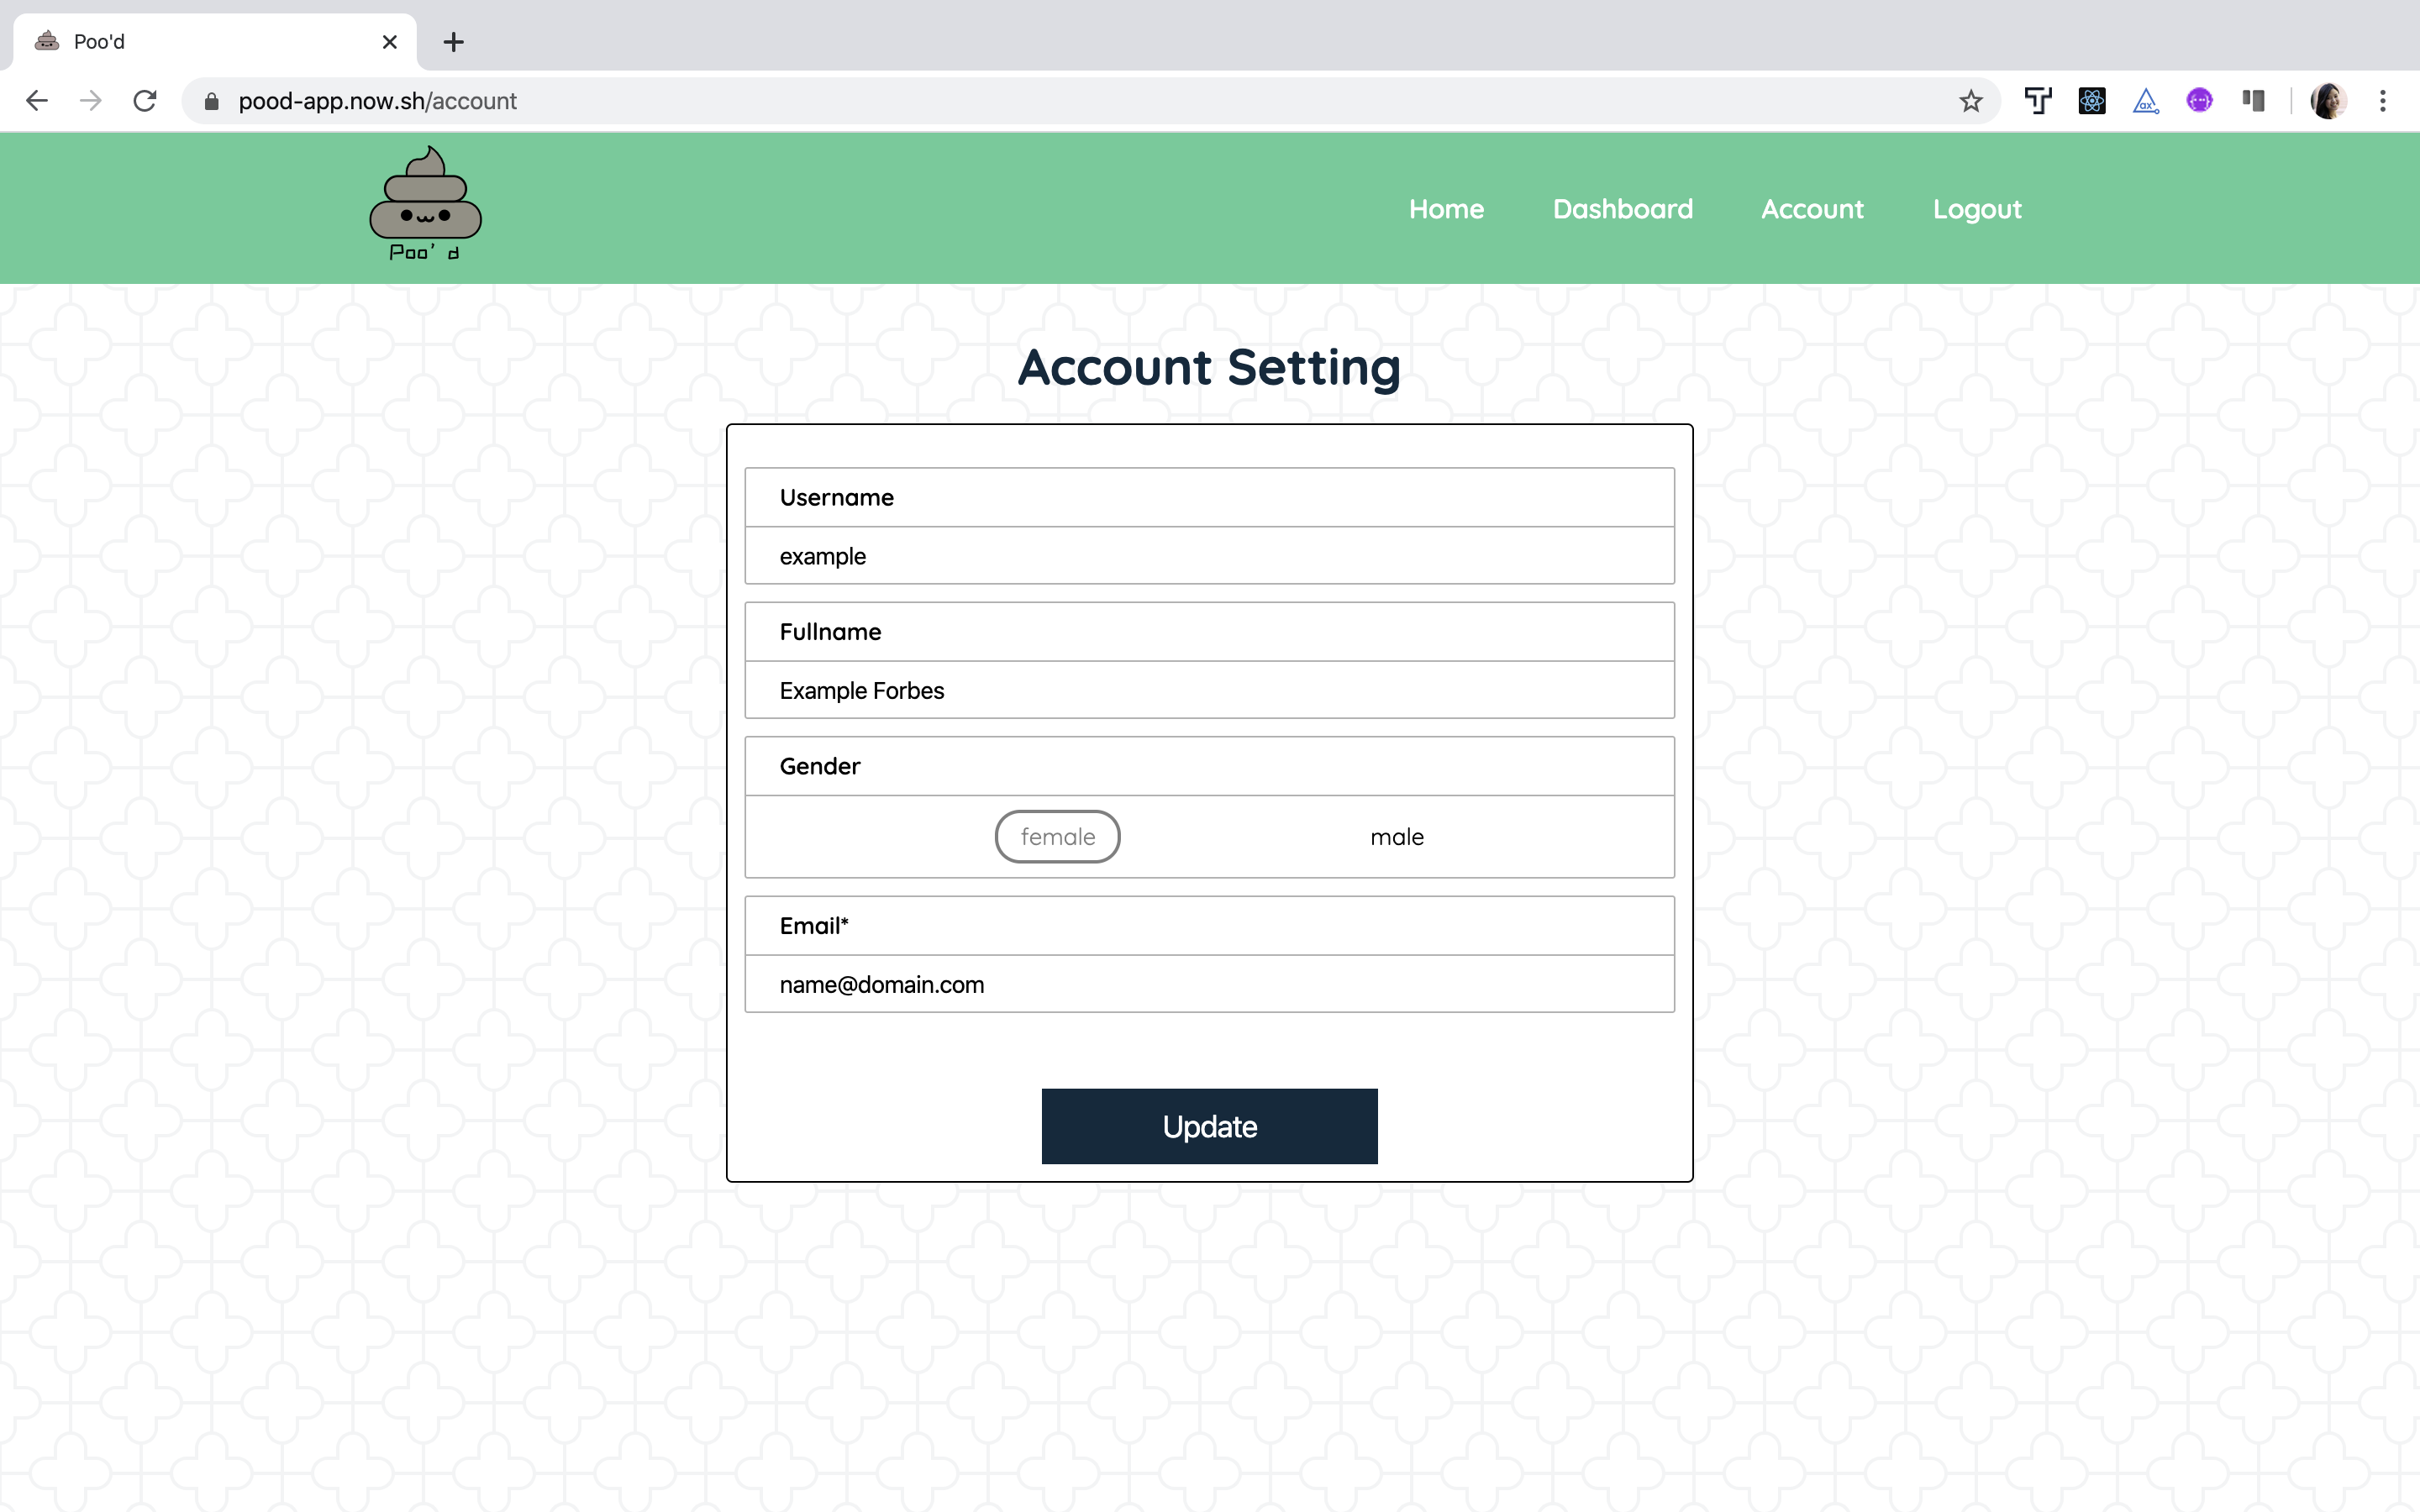 Poo'd
pood-app.now.sh/account
Poo'd
Home Dashboard Account Logout
Account Setting
Username
example
Fullname
Example Forbes
Gender
female male
Email*
name@domain.com
Update